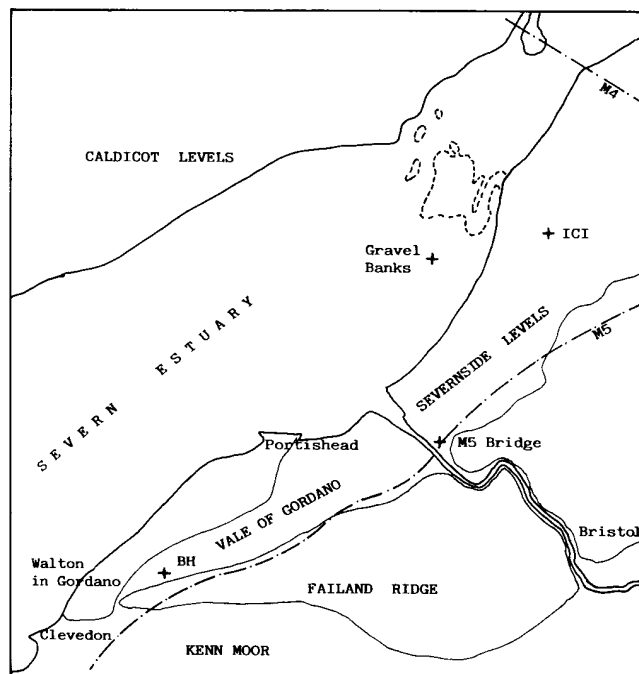 M4
CALDICOT LEVELS
ICI
Gravel
Banks
SEVERN ESTUARY
SEVERNSIDE LEVELS
M5
M5 Bridge
Portishead
VALE OF GORDANO
Bristol
BH
Walton
in Gordano
FAILAND RIDGE
Clevedon
KENN MOOR